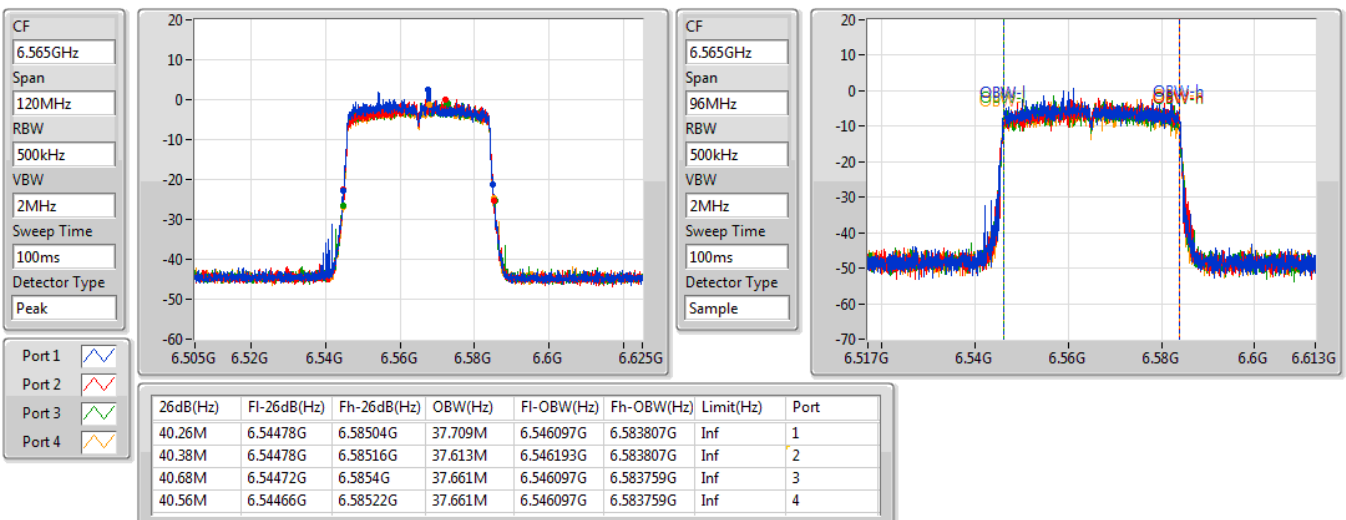 CF
6.565GHz
Span
120MHz
RBW
500kHz
VBW
2MHz
Sweep Time
100ms
Detector Type
Peak
20
10
0
-10
-20
-30
-40
-50
-60
6.505G 6.52G 6.54G 6.56G 6.58G 6.6G 6.625G
CF
6.565GHz
Span
96MHz
RBW
500kHz
VBW
2MHz
Sweep Time
100ms
Detector Type
Sample
20
10
0
-10
-20
-30
-40
-50
-60
-70
OBW-l OBW-h
6.517G 6.54G 6.56G 6.58G 6.6G 6.613G
Port 1
Port 2
Port 3
Port 4
26dB(Hz) Fl-26dB(Hz) Fh-26dB(Hz) OBW(Hz) Fl-OBW(Hz) Fh-OBW(Hz) Limit(Hz) Port
40.26M 6.54478G 6.58504G 37.709M 6.546097G 6.583807G Inf 1
40.38M 6.54478G 6.58516G 37.613M 6.546193G 6.583807G Inf 2
40.68M 6.54472G 6.5854G 37.661M 6.546097G 6.583759G Inf 3
40.56M 6.54466G 6.58522G 37.661M 6.546097G 6.583759G Inf 4